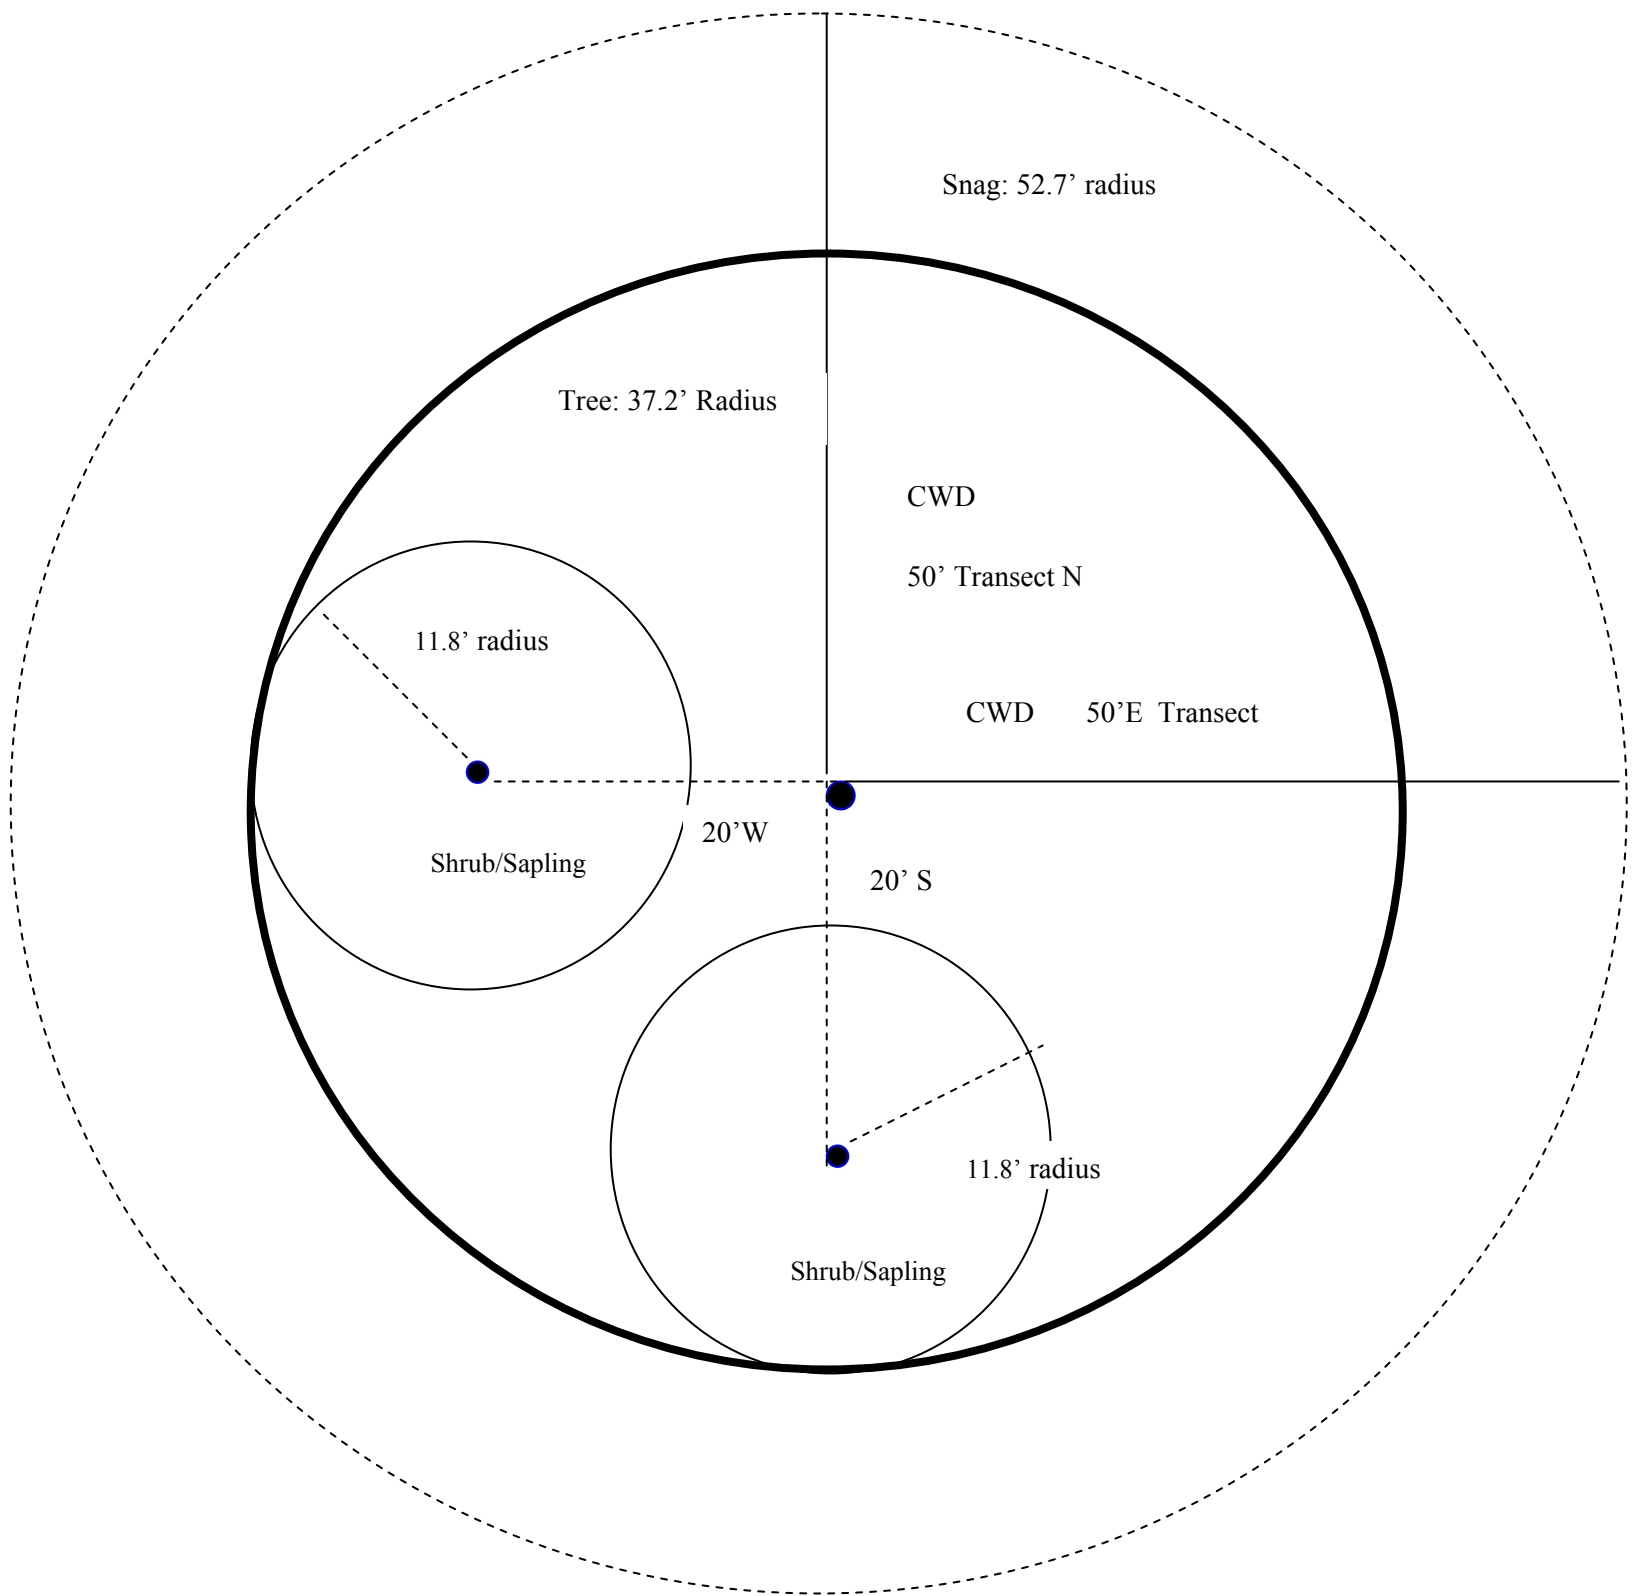 Snag: 52.7’ radius
Tree: 37.2’ Radius
CWD
50’ Transect N
11.8’ radius
CWD 50’E Transect
20’W
Shrub/Sapling
20’ S
11.8’ radius
Shrub/Sapling